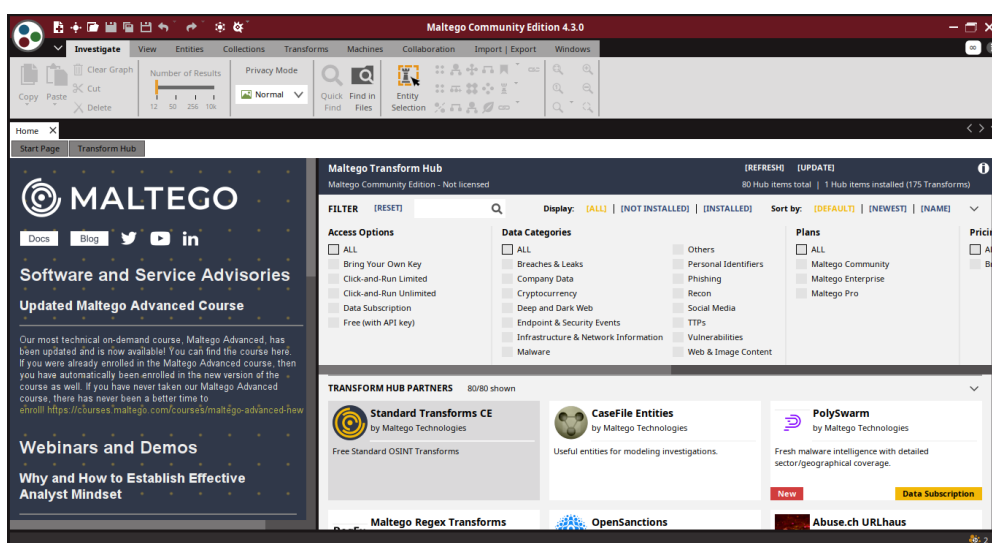 Maltego Community Edition 4.3.0
Investigate View Entities Collections Transforms Machines Collaboration Import | Export Windows
Copy Paste Clear Graph Cut Delete
Number of Results
12 50 256 10k
Privacy Mode
Normal
Quick Find Find in Files Entity Selection
Home
Start Page Transform Hub
MALTEGO
Docs Blog in
Software and Service Advisories
Updated Maltego Advanced Course
Our most technical on-demand course, Maltego Advanced, has
been updated and is now available! You can find the course here.
If you were already enrolled in the Maltego Advanced course, then
you have automatically been enrolled in the new version of the
course as well. If you have never taken our Maltego Advanced
course, there has never been a better time to
enroll! https://courses.maltego.com/courses/maltego-advanced-new
Webinars and Demos
Why and How to Establish Effective
Analyst Mindset
Maltego Transform Hub [REFRESH] [UPDATE]
Maltego Community Edition - Not licensed 80 Hub items total | 1 Hub items installed (175 Transforms)
FILTER [RESET] Display: [ALL] | [NOT INSTALLED] | [INSTALLED] Sort by: [DEFAULT] | [NEWEST] | [NAME]
Access Options
ALL
Bring Your Own Key
Click-and-Run Limited
Click-and-Run Unlimited
Data Subscription
Free (with API key)
Data Categories
ALL
Breaches & Leaks
Company Data
Cryptocurrency
Deep and Dark Web
Endpoint & Security Events
Infrastructure & Network Information
Malware
Others
Personal Identifiers
Phishing
Recon
Social Media
TTPs
Vulnerabilities
Web & Image Content
Plans
ALL
Maltego Community
Maltego Enterprise
Maltego Pro
TRANSFORM HUB PARTNERS 80/80 shown
Standard Transforms CE
by Maltego Technologies
Free Standard OSINT Transforms
CaseFile Entities
by Maltego Technologies
Useful entities for modeling investigations.
PolySwarm
by Maltego Technologies
Fresh malware intelligence with detailed
sector/geographical coverage.
New Data Subscription
Maltego Regex Transforms
OpenSanctions
Abuse.ch URLhaus
2